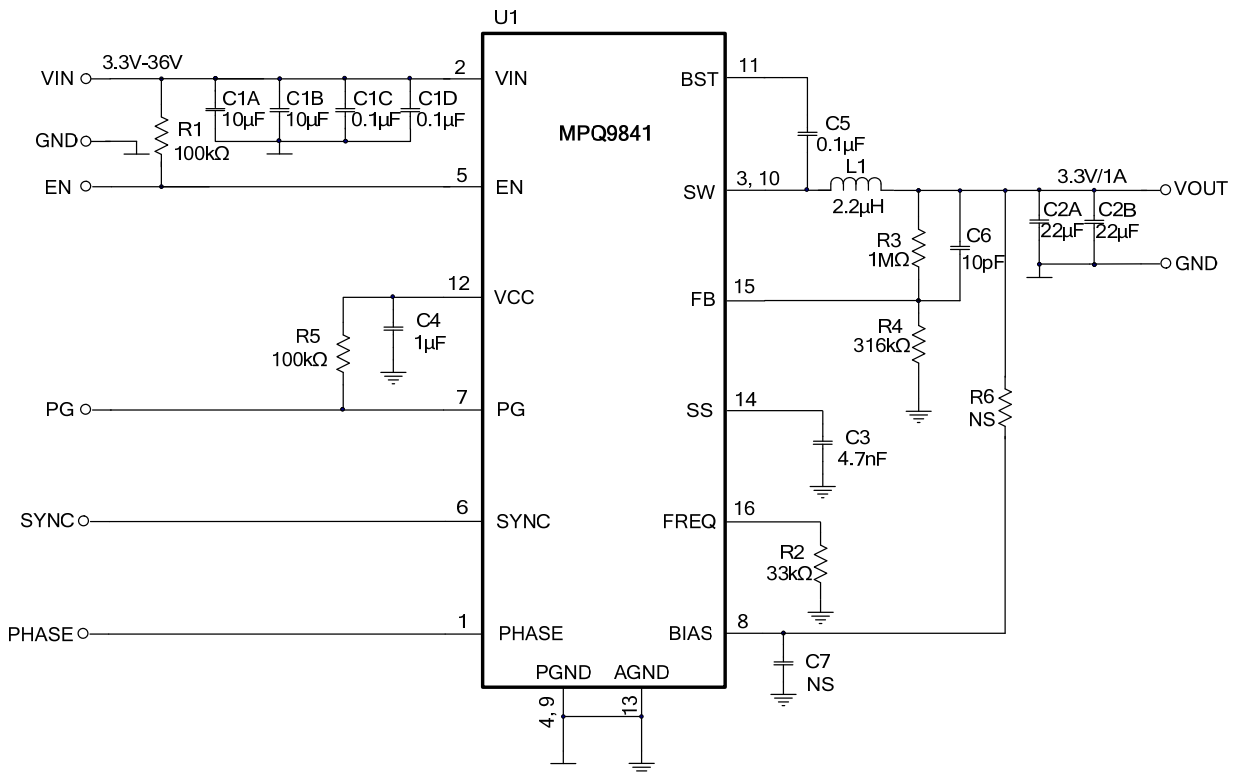 U1
MPQ9841
VIN
3.3V-36V
2
VIN
C1A
10µF
C1B
10µF
C1C
0.1µF
C1D
0.1µF
GND
R1
100kΩ
EN
5
EN
12
VCC
R5
100kΩ
C4
1µF
PG
7
PG
SYNC
6
SYNC
PHASE
1
PHASE
PGND
AGND
4, 9
13
BST
11
C5
0.1µF
SW
3, 10
L1
2.2µH
3.3V/1A
VOUT
C2A
22µF
C2B
22µF
GND
R3
1MΩ
C6
10pF
FB
15
R4
316kΩ
R6
NS
SS
14
C3
4.7nF
FREQ
16
R2
33kΩ
BIAS
8
C7
NS